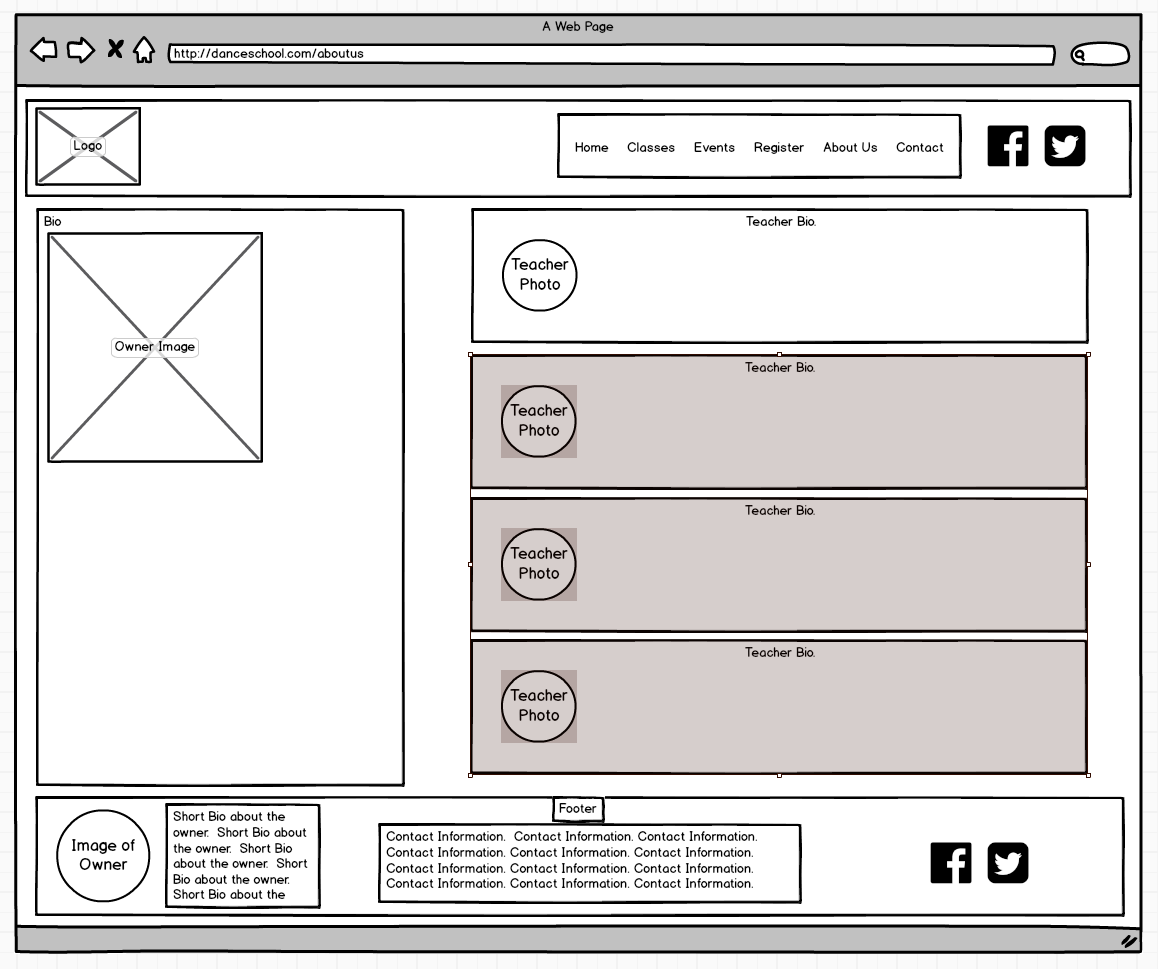 A Web Page
http://danceschool.com/aboutus
Logo
Home Classes Events Register About Us Contact
Bio
Owner Image
Teacher Bio.
Teacher
Photo
Teacher Bio.
Teacher
Photo
Teacher Bio.
Teacher
Photo
Teacher Bio.
Teacher
Photo
Footer
Image of
Owner
Short Bio about the
owner. Short Bio about
the owner. Short Bio
about the owner. Short
Bio about the owner.
Short Bio about the
Contact Information. Contact Information. Contact Information.
Contact Information. Contact Information. Contact Information.
Contact Information. Contact Information. Contact Information.
Contact Information. Contact Information. Contact Information.